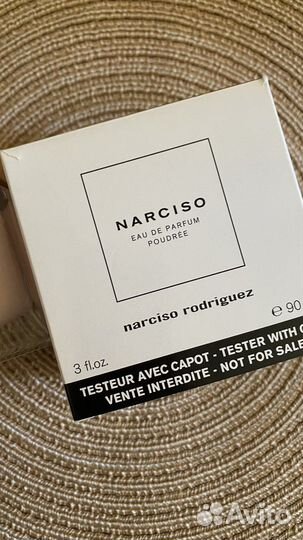 NARCISO
EAU DE PARFUM
POUDRÉE
narciso rodriguez
3 fl.oz. e 90
TESTEUR AVEC CAPOT - TESTER WITH C
VENTE INTERDITE - NOT FOR SALE
Avito